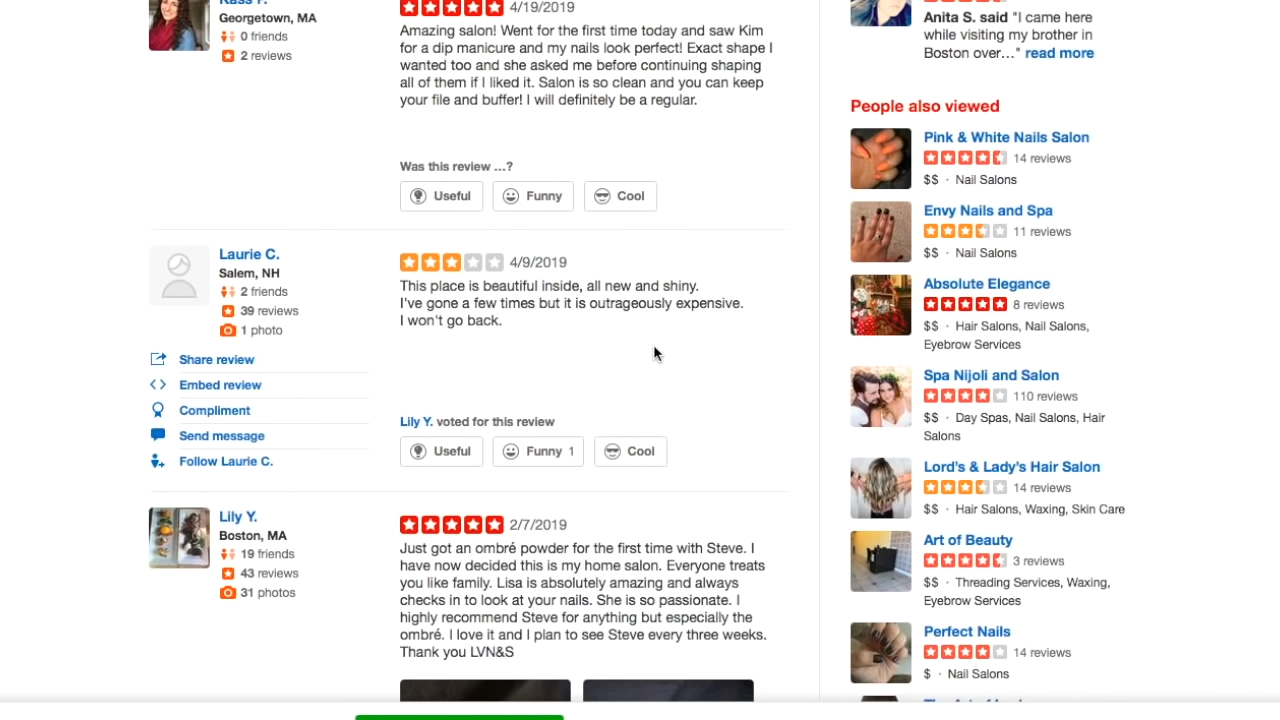 Kass F.
Georgetown, MA
0 friends
2 reviews
4/19/2019
Amazing salon! Went for the first time today and saw Kim
for a dip manicure and my nails look perfect! Exact shape I
wanted too and she asked me before continuing shaping
all of them if I liked it. Salon is so clean and you can keep
your file and buffer! I will definitely be a regular.
Was this review ...?
Useful
Funny
Cool
Laurie C.
Salem, NH
2 friends
39 reviews
1 photo
Share review
Embed review
Compliment
Send message
Follow Laurie C.
4/9/2019
This place is beautiful inside, all new and shiny.
I've gone a few times but it is outrageously expensive.
I won't go back.
Lily Y. voted for this review
Useful
Funny 1
Cool
Lily Y.
Boston, MA
19 friends
43 reviews
31 photos
2/7/2019
Just got an ombré powder for the first time with Steve. I
have now decided this is my home salon. Everyone treats
you like family. Lisa is absolutely amazing and always
checks in to look at your nails. She is so passionate. I
highly recommend Steve for anything but especially the
ombré. I love it and I plan to see Steve every three weeks.
Thank you LVN&S
Anita S. said "I came here
while visiting my brother in
Boston over…" read more
People also viewed
Pink & White Nails Salon
14 reviews
$$ · Nail Salons
Envy Nails and Spa
11 reviews
$$ · Nail Salons
Absolute Elegance
8 reviews
$$ · Hair Salons, Nail Salons,
Eyebrow Services
Spa Nijoli and Salon
110 reviews
$$ · Day Spas, Nail Salons, Hair
Salons
Lord's & Lady's Hair Salon
14 reviews
$$ · Hair Salons, Waxing, Skin Care
Art of Beauty
3 reviews
$$ · Threading Services, Waxing,
Eyebrow Services
Perfect Nails
14 reviews
$ · Nail Salons